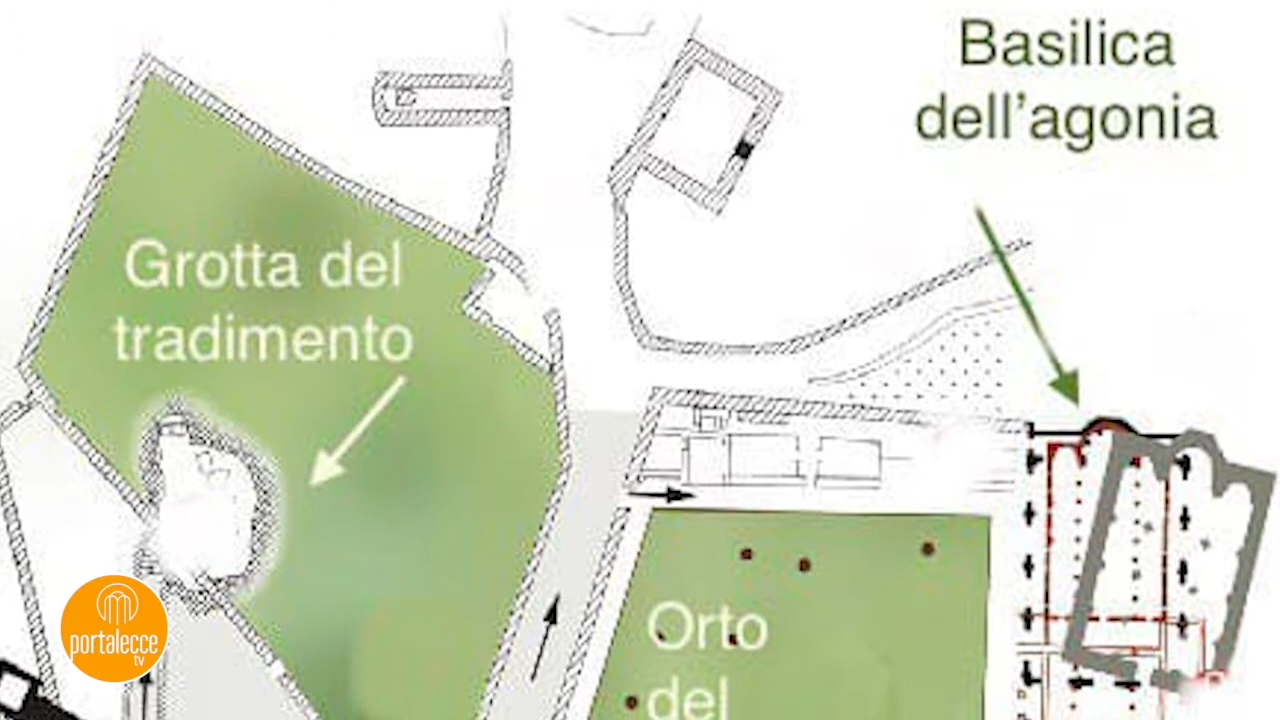 Basilica
dell'agonia
Grotta del
tradimento
Orto
del
portalecce
tv